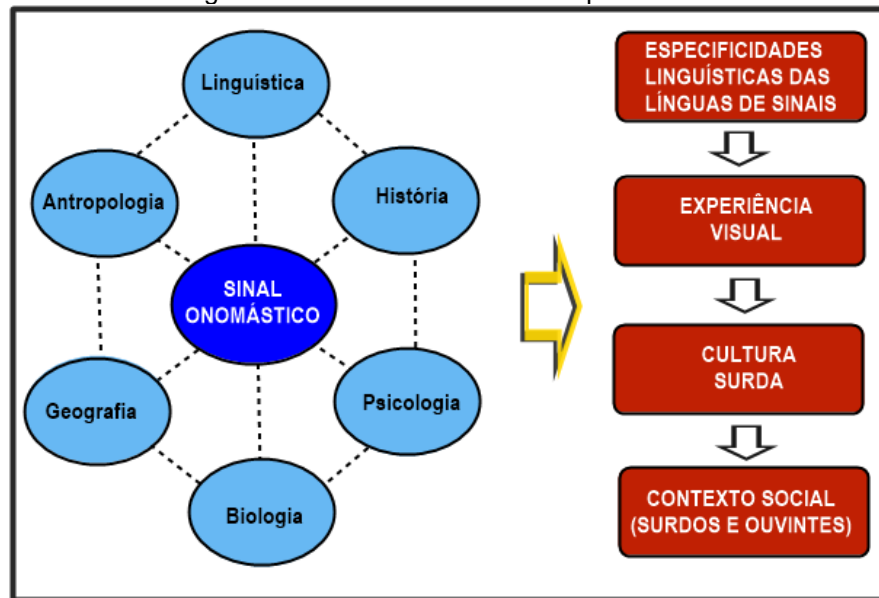 Linguística
Antropologia
História
SINAL
ONOMÁSTICO
Geografia
Psicologia
Biologia
ESPECIFICIDADES
LINGUÍSTICAS DAS
LÍNGUAS DE SINAIS
EXPERIÊNCIA
VISUAL
CULTURA
SURDA
CONTEXTO SOCIAL
(SURDOS E OUVINTES)